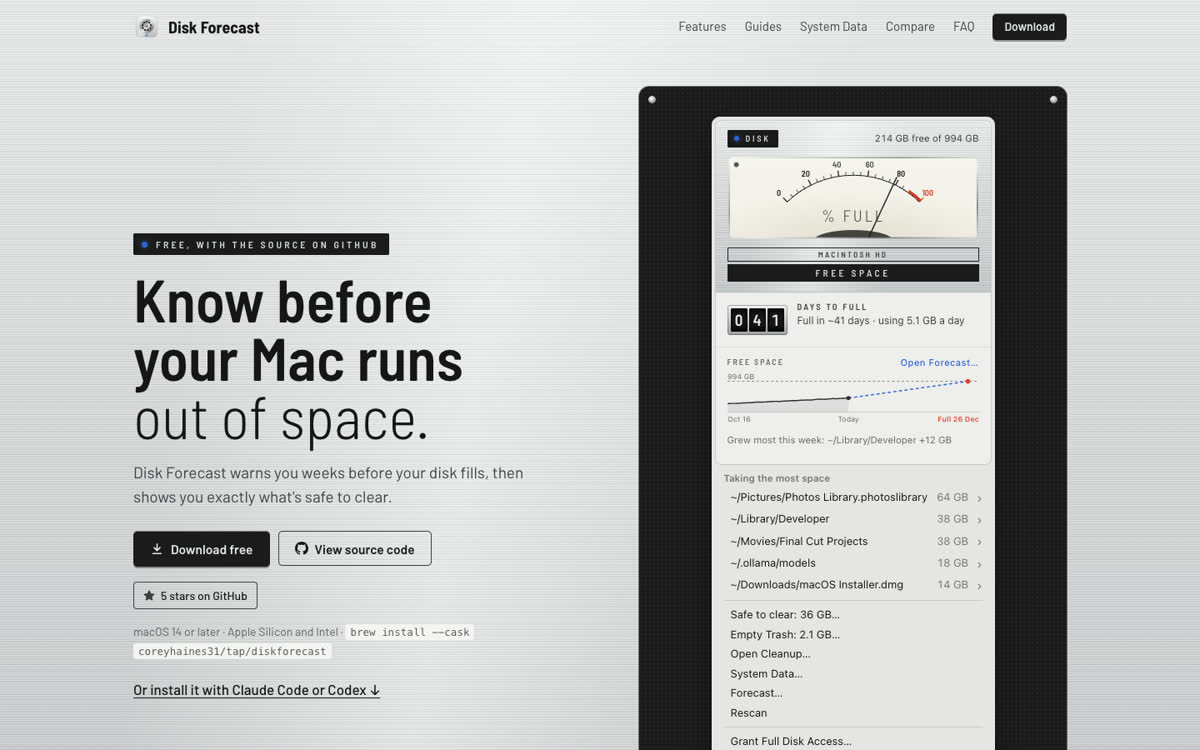 Disk Forecast
Features
Guides
System Data
Compare
FAQ
Download
FREE, WITH THE SOURCE ON GITHUB
Know before
your Mac runs
out of space.
Disk Forecast warns you weeks before your disk fills, then
shows you exactly what's safe to clear.
Download free
View source code
5 stars on GitHub
macOS 14 or later · Apple Silicon and Intel · brew install --cask
coreyhaines31/tap/diskforecast
Or install it with Claude Code or Codex ↓
DISK
214 GB free of 994 GB
0 20 40 60 80 100
% FULL
MACINTOSH HD
FREE SPACE
041
DAYS TO FULL
Full in ~41 days · using 5.1 GB a day
FREE SPACE
Open Forecast...
994 GB
Oct 16
Today
Full 26 Dec
Grew most this week: ~/Library/Developer +12 GB
Taking the most space
~/Pictures/Photos Library.photoslibrary 64 GB ›
~/Library/Developer 38 GB ›
~/Movies/Final Cut Projects 38 GB ›
~/.ollama/models 18 GB ›
~/Downloads/macOS Installer.dmg 14 GB ›
Safe to clear: 36 GB...
Empty Trash: 2.1 GB...
Open Cleanup...
System Data...
Forecast...
Rescan
Grant Full Disk Access...